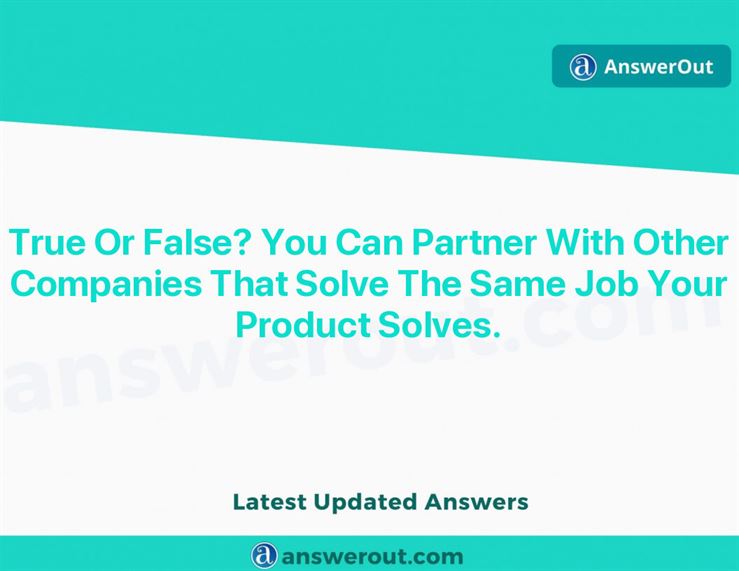 AnswerOut
True Or False? You Can Partner With Other
Companies That Solve The Same Job Your
Product Solves.
answerout.com
Latest Updated Answers
answerout.com